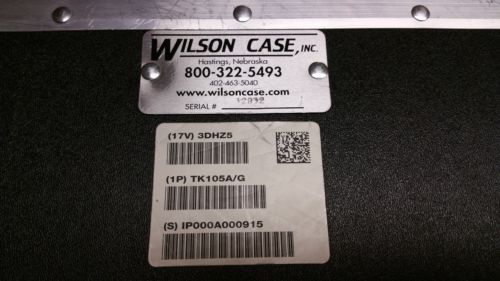 WILSON CASE, INC.
Hastings, Nebraska
800-322-5493
402-463-5040
www.wilsoncase.com
SERIAL #
(17V) 3DHZ5
(1P) TK105A/G
(S) IP000A000915